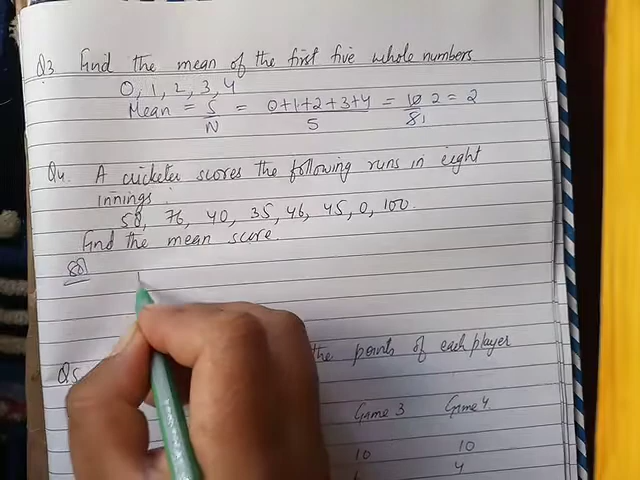 Q3 Find the mean of the first five whole numbers
0, 1, 2, 3, 4
Mean = S/N = 0+1+2+3+4/5 = 10/5 2/1 = 2
Q4. A cricketer scores the following runs in eight
innings:
58, 76, 40, 35, 46, 45, 0, 100.
Find the mean score.
Q5. the points of each player
Game 3 Game 4
10 10
4